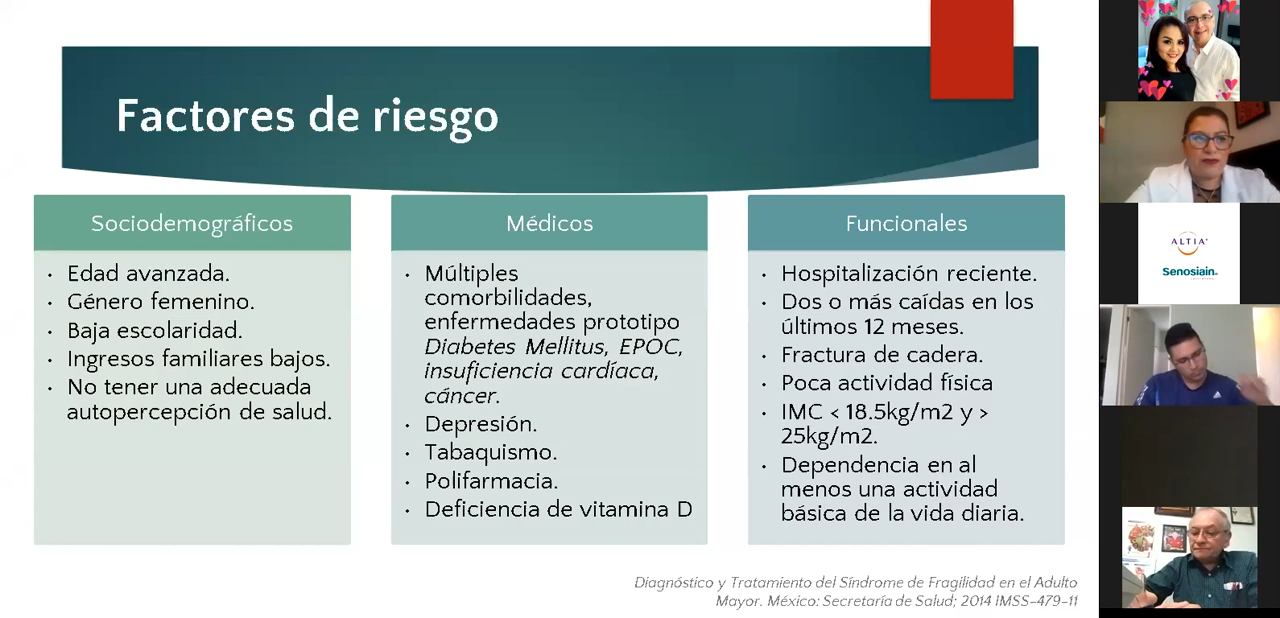 Factores de riesgo
Sociodemográficos
• Edad avanzada.
• Género femenino.
• Baja escolaridad.
• Ingresos familiares bajos.
• No tener una adecuada
autopercepción de salud.
Médicos
• Múltiples
comorbilidades,
enfermedades prototipo
Diabetes Mellitus, EPOC,
insuficiencia cardíaca,
cáncer.
• Depresión.
• Tabaquismo.
• Polifarmacia.
• Deficiencia de vitamina D
Funcionales
• Hospitalización reciente.
• Dos o más caídas en los
últimos 12 meses.
• Fractura de cadera.
• Poca actividad física
• IMC < 18.5kg/m2 y >
25kg/m2.
• Dependencia en al
menos una actividad
básica de la vida diaria.
Diagnóstico y Tratamiento del Síndrome de Fragilidad en el Adulto
Mayor. México: Secretaría de Salud; 2014 IMSS-479-11
ALTIA
Senosiain